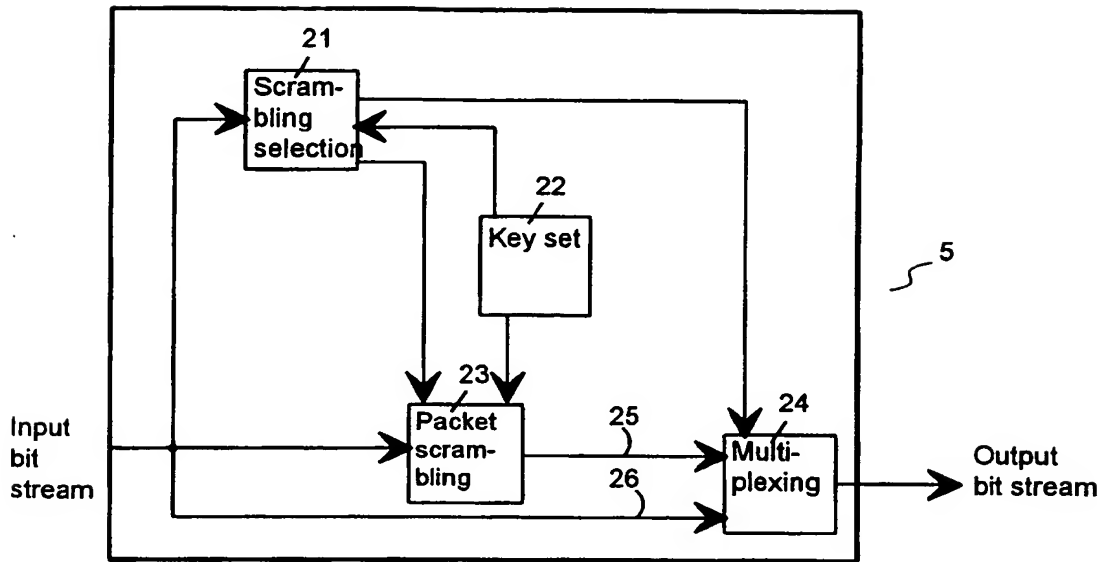 21
Scram-
bling
selection
22
Key set
5
23
Packet
scram-
bling
25
24
Multi-
plexing
26
Input
bit
stream
Output
bit stream